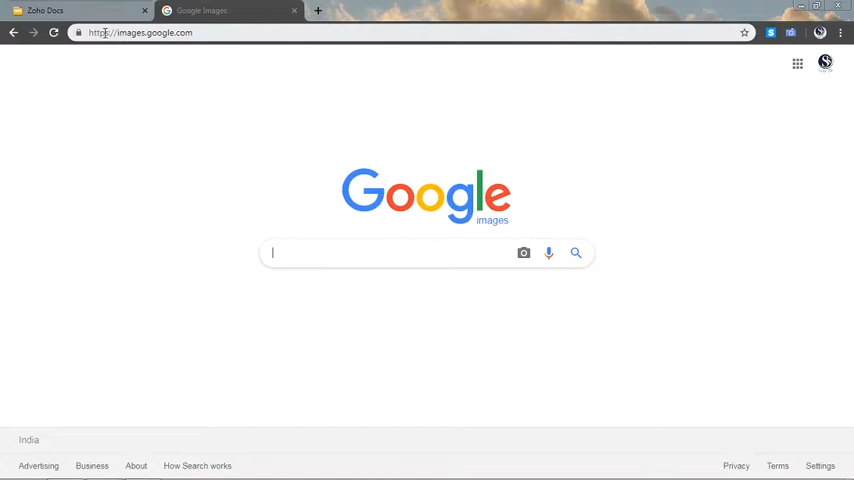 Zoho Docs
Google Images
https://images.google.com
Google
images
India
Advertising Business About How Search works
Privacy Terms Settings